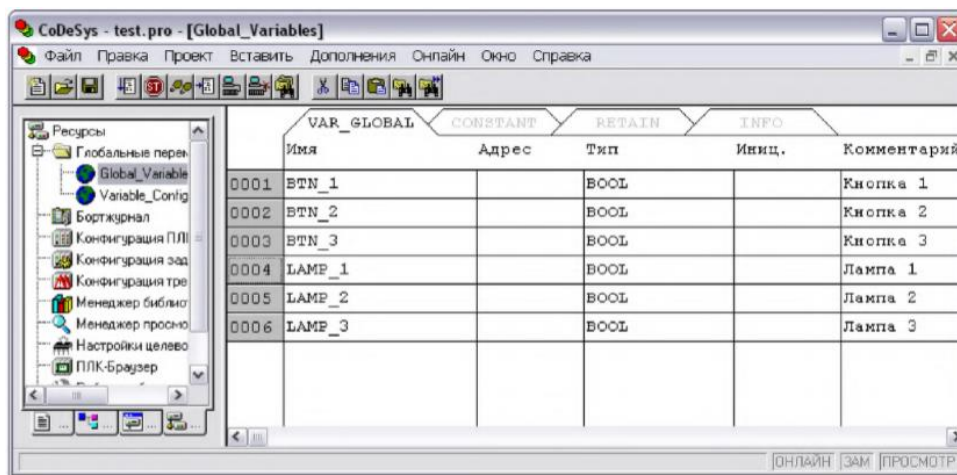 CoDeSys - test.pro - [Global_Variables]
Файл Правка Проект Вставить Дополнения Онлайн Окно Справка
Ресурсы
Глобальные перем
Global_Variable
Variable_Config
Бортжурнал
Конфигурация ПЛК
Конфигурация зад
Конфигурация тре
Менеджер библио
Менеджер просмо
Настройки целево
ПЛК-Браузер
VAR_GLOBAL CONSTANT RETAIN INFO
Имя Адрес Тип Иниц. Комментарий
0001 BTN_1 BOOL Кнопка 1
0002 BTN_2 BOOL Кнопка 2
0003 BTN_3 BOOL Кнопка 3
0004 LAMP_1 BOOL Лампа 1
0005 LAMP_2 BOOL Лампа 2
0006 LAMP_3 BOOL Лампа 3
ОНЛАЙН ЗАМ ПРОСМОТР